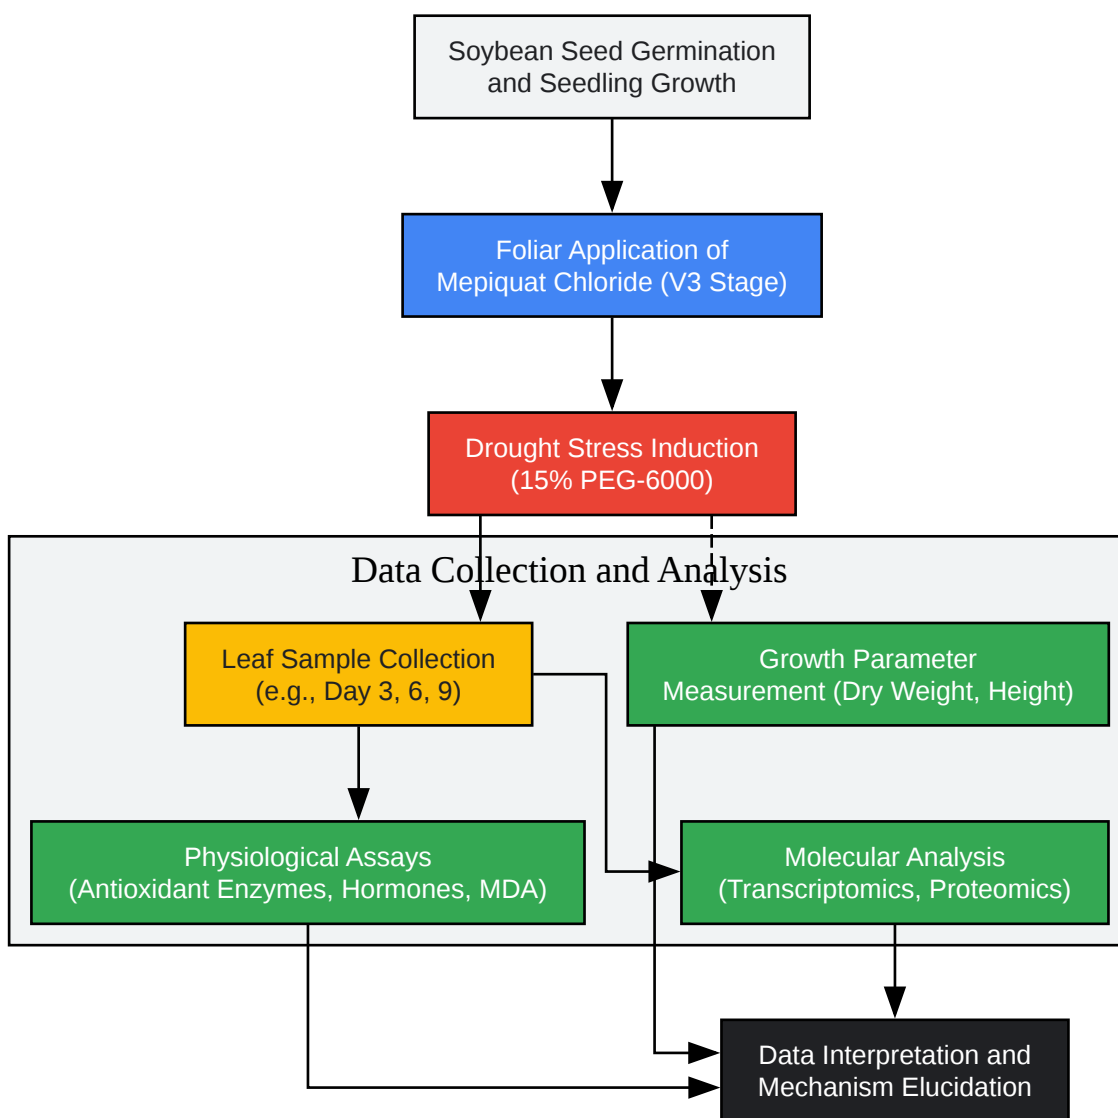 Soybean Seed Germination
and Seedling Growth
Foliar Application of
Mepiquat Chloride (V3 Stage)
Drought Stress Induction
(15% PEG-6000)
Data Collection and Analysis
Leaf Sample Collection
(e.g., Day 3, 6, 9)
Growth Parameter
Measurement (Dry Weight, Height)
Physiological Assays
(Antioxidant Enzymes, Hormones, MDA)
Molecular Analysis
(Transcriptomics, Proteomics)
Data Interpretation and
Mechanism Elucidation